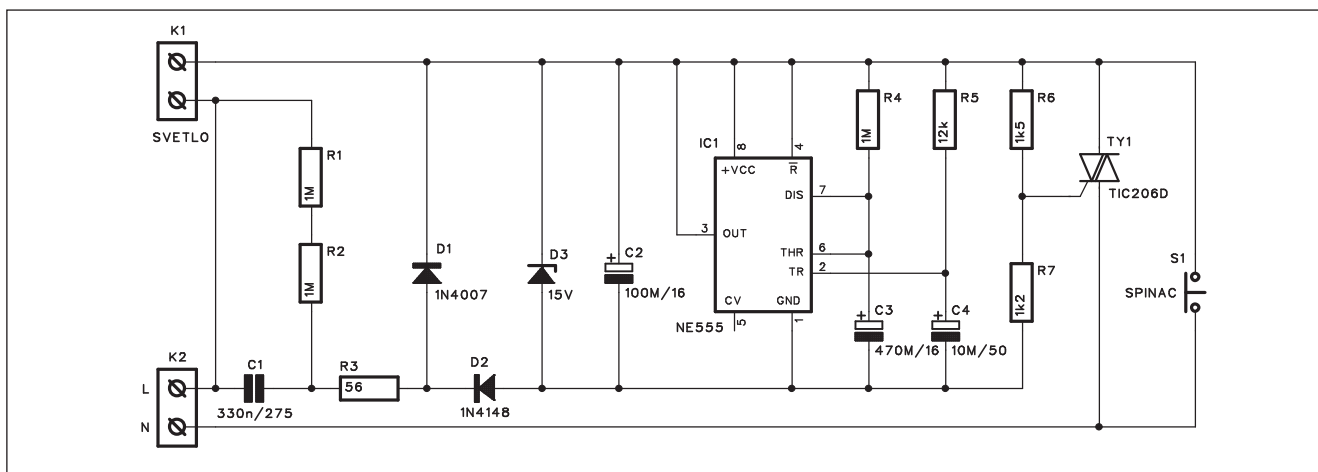 K1
SVETLO
R1
1M
R2
1M
D1
1N4007
D3
15V
C2
+
100M/16
IC1
8
4
+VCC
R
DIS
7
3
OUT
THR
6
TR
2
CV
GND
NE555
5
1
R4
1M
R5
12k
R6
1k5
TY1
TIC206D
R7
1k2
S1
SPINAC
+
C3
470M/16
+
C4
10M/50
K2
L
N
C1
330n/275
R3
56
D2
1N4148